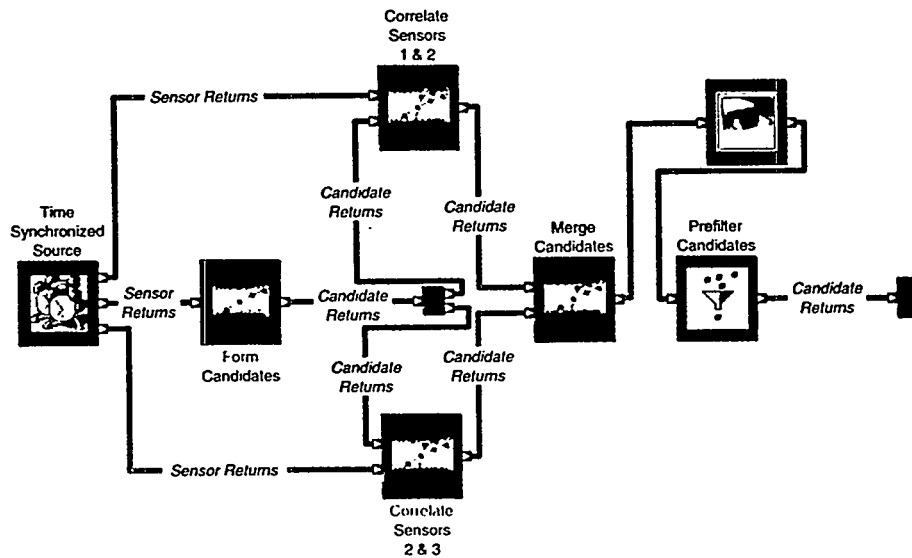 Correlate
Sensors
1 & 2
Sensor Returns
Candidate
Returns
Candidate
Returns
Time
Synchronized
Source
Merge
Candidates
Prefilter
Candidates
Sensor
Returns
Candidate
Returns
Candidate
Returns
Form
Candidates
Candidate
Returns
Candidate
Returns
Sensor Returns
Correlate
Sensors
2 & 3